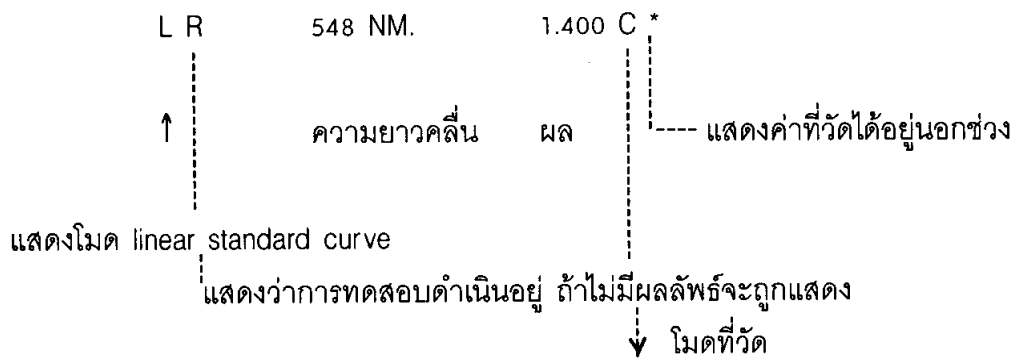 L R 548 NM. 1.400 C *
↑ ความยาวคลื่น ผล แสดงค่าที่วัดได้อยู่นอกช่วง
แสดงโมด linear standard curve
แสดงว่าการทดสอบดำเนินอยู่ ถ้าไม่มีผลลัพธ์จะถูกแสดง
โมดที่วัด